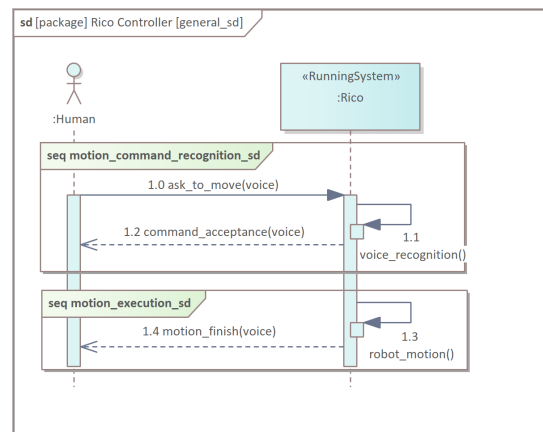 sd [package] Rico Controller [general_sd]
«RunningSystem»
:Rico
:Human
seq motion_command_recognition_sd
1.0 ask_to_move(voice)
1.2 command_acceptance(voice)
1.1
voice_recognition()
seq motion_execution_sd
1.4 motion_finish(voice)
1.3
robot_motion()